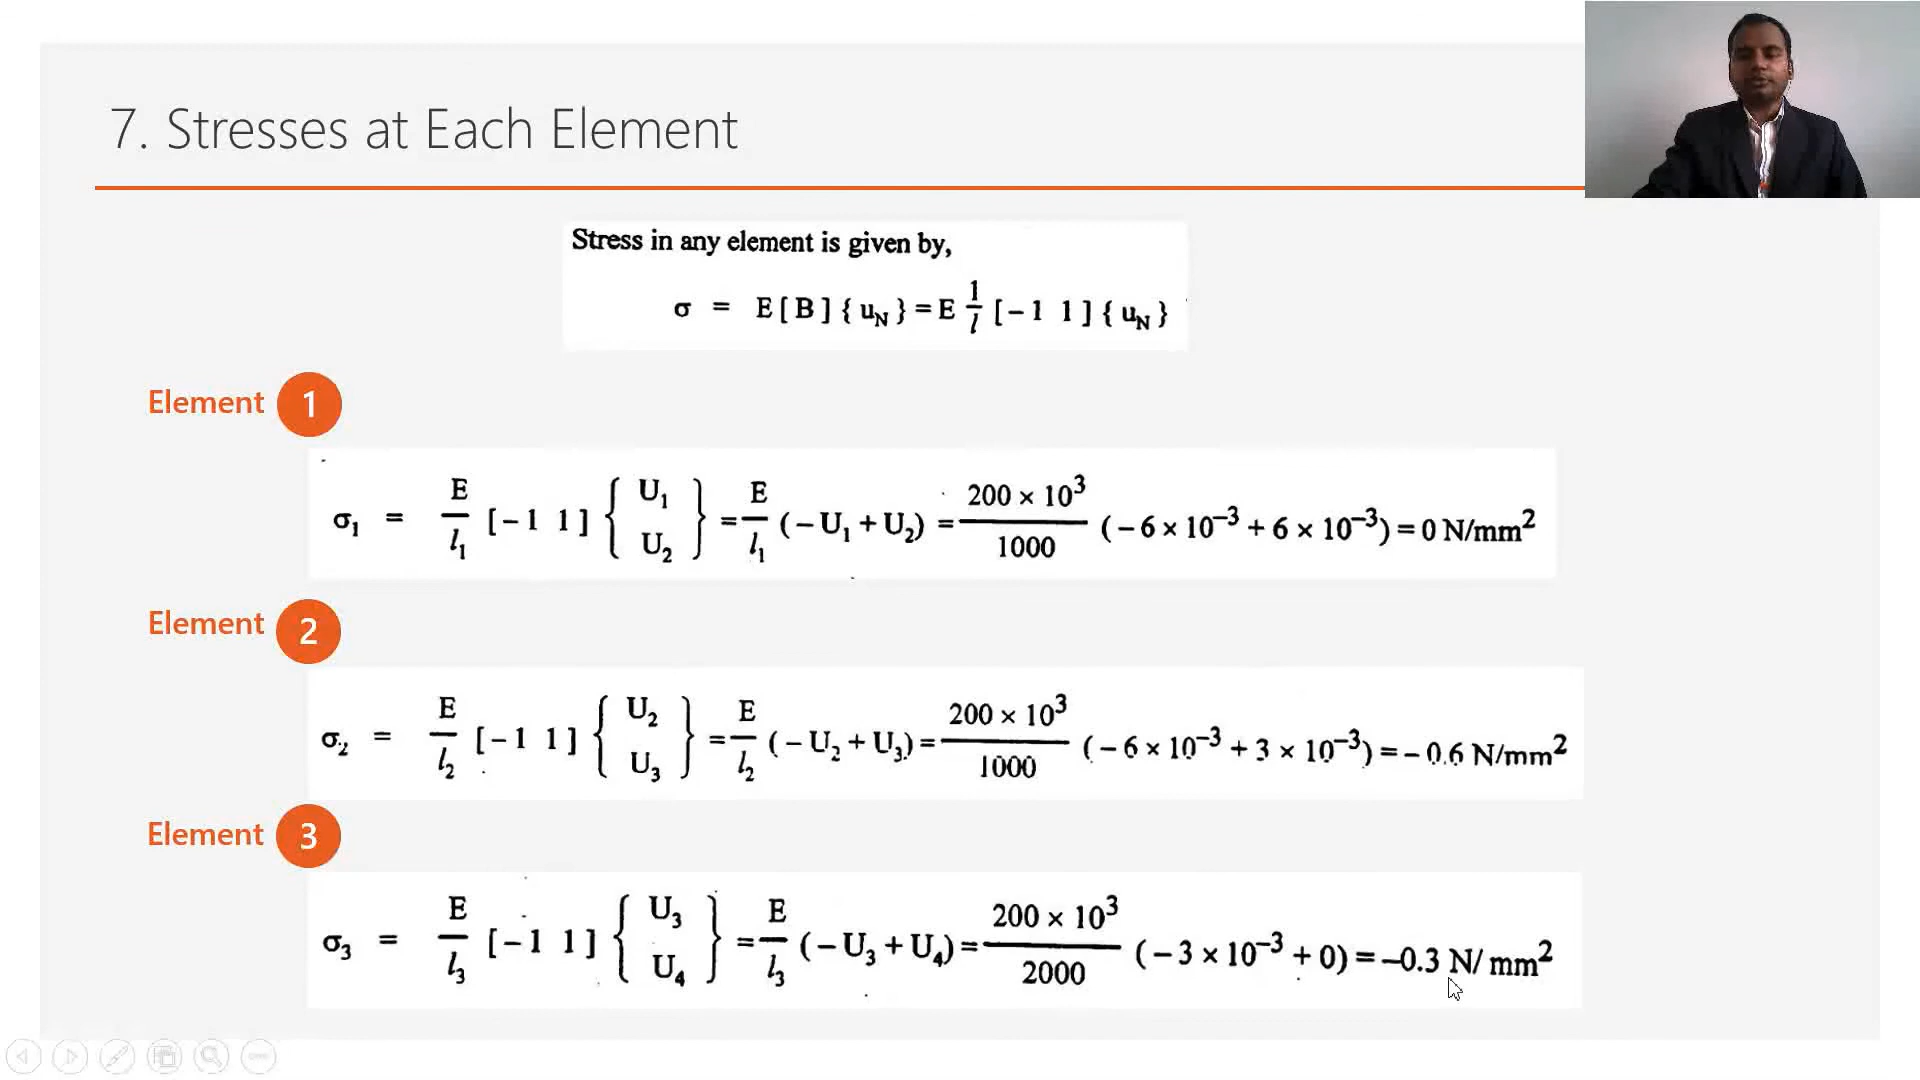 7. Stresses at Each Element
Stress in any element is given by,
σ = E [ B ] { u_N } = E 1/l [ -1 1 ] { u_N }
Element 1
σ₁ = E/l₁ [ -1 1 ] { U₁ U₂ } = E/l₁ ( -U₁ + U₂ ) = 200 × 10³/1000 ( -6 × 10⁻³ + 6 × 10⁻³ ) = 0 N/mm²
Element 2
σ₂ = E/l₂ [ -1 1 ] { U₂ U₃ } = E/l₂ ( -U₂ + U₃ ) = 200 × 10³/1000 ( -6 × 10⁻³ + 3 × 10⁻³ ) = -0.6 N/mm²
Element 3
σ₃ = E/l₃ [ -1 1 ] { U₃ U₄ } = E/l₃ ( -U₃ + U₄ ) = 200 × 10³/2000 ( -3 × 10⁻³ + 0 ) = -0.3 N/mm²